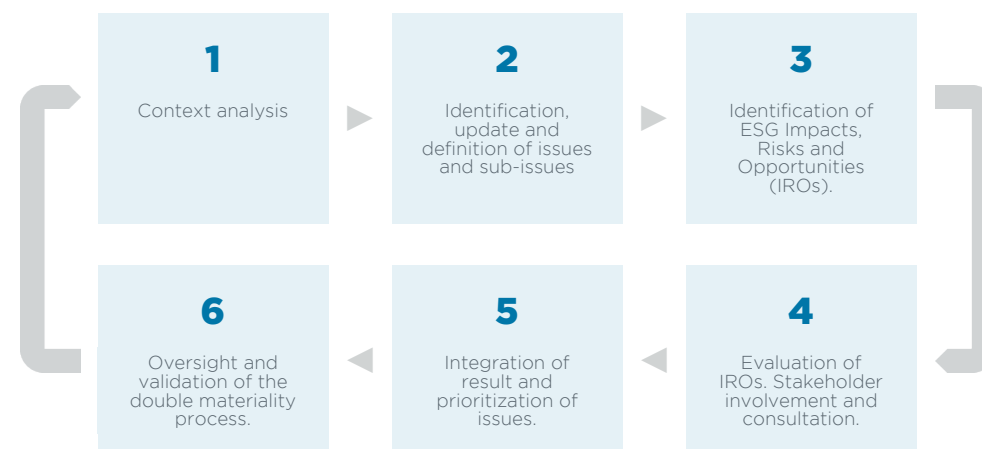 1
Context analysis
2
Identification,
update and
definition of issues
and sub-issues
3
Identification of
ESG Impacts,
Risks and
Opportunities
(IROs).
6
Oversight and
validation of the
double materiality
process.
5
Integration of
result and
prioritization of
issues.
4
Evaluation of
IROs. Stakeholder
involvement and
consultation.